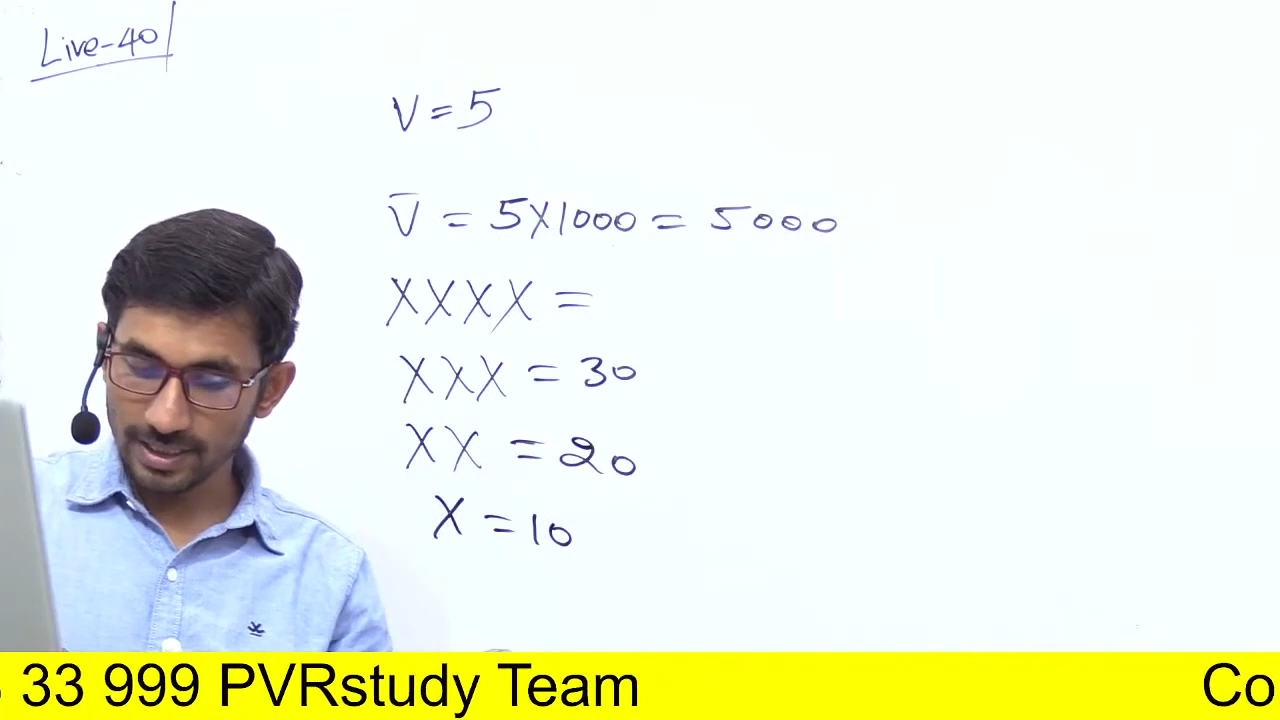 Live-40
V = 5
V̅ = 5X1000 = 5000
XXXX =
XXX = 30
XX = 20
X = 10
33 999 PVRstudy Team Co